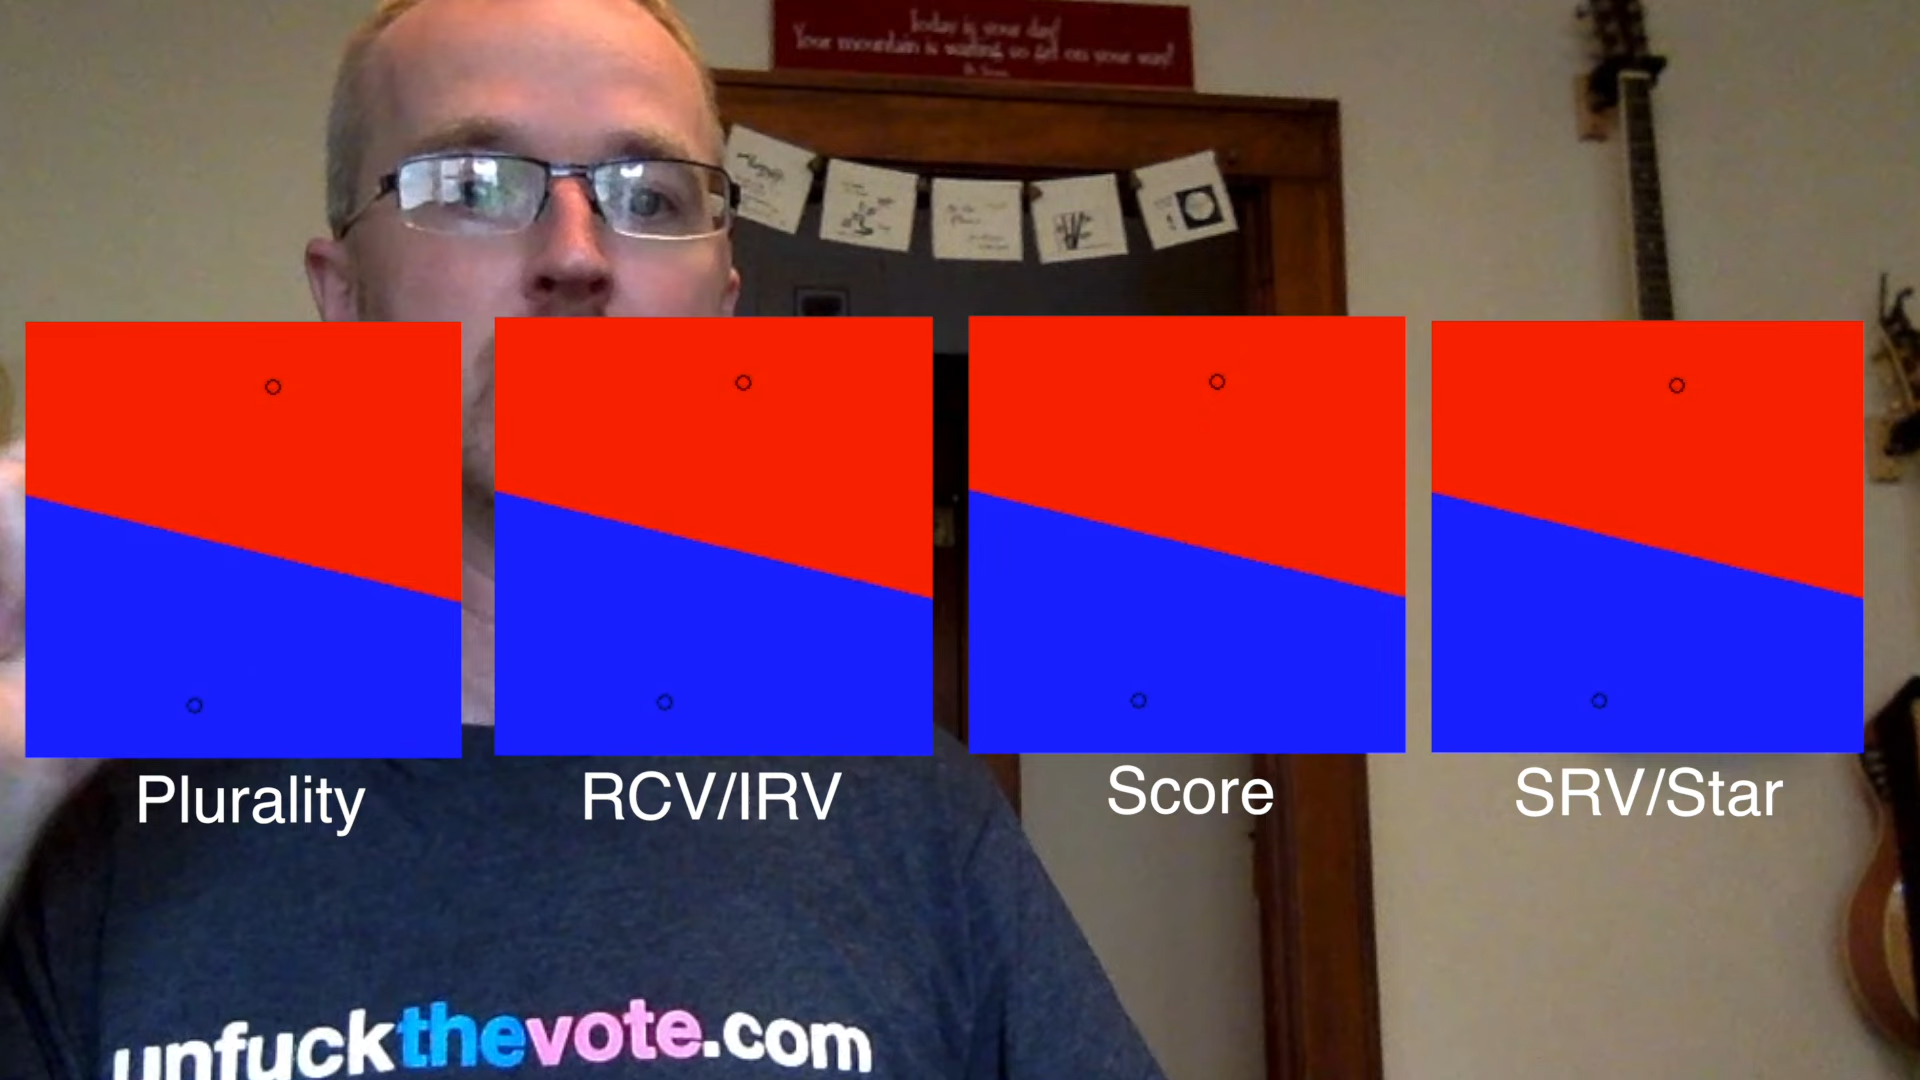 Today is your day!
Your mountain is waiting so get on your way!
Plurality
RCV/IRV
Score
SRV/Star
unfuckthevote.com